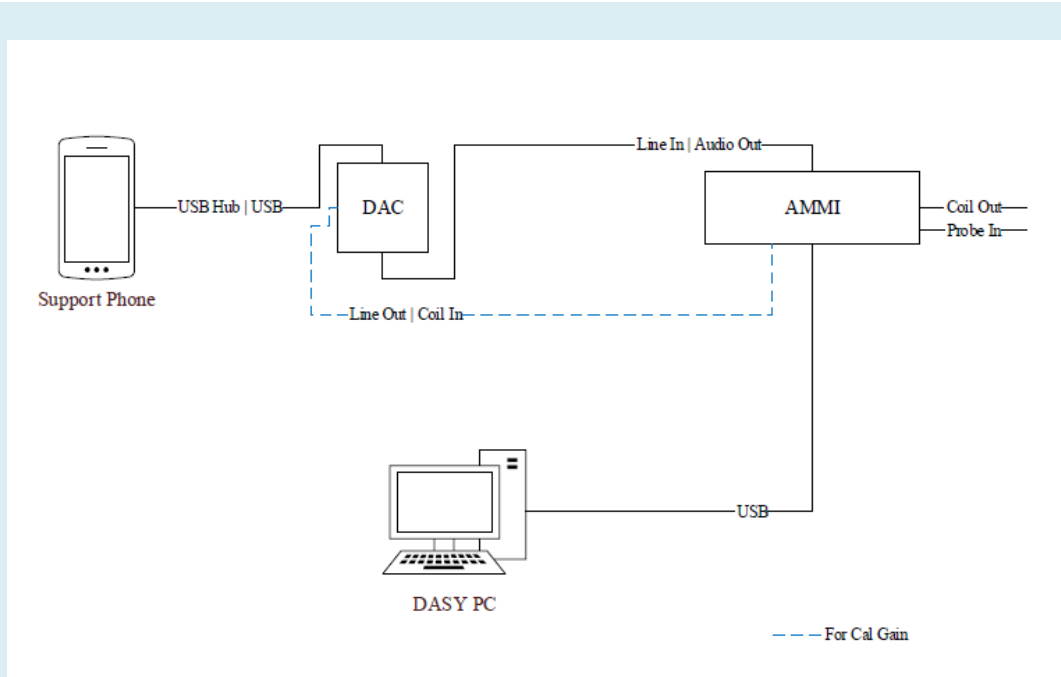 Line In | Audio Out
USB Hub | USB
DAC
AMMI
Coil Out
Probe In
Support Phone
Line Out | Coil In
USB
DASY PC
For Cal Gain